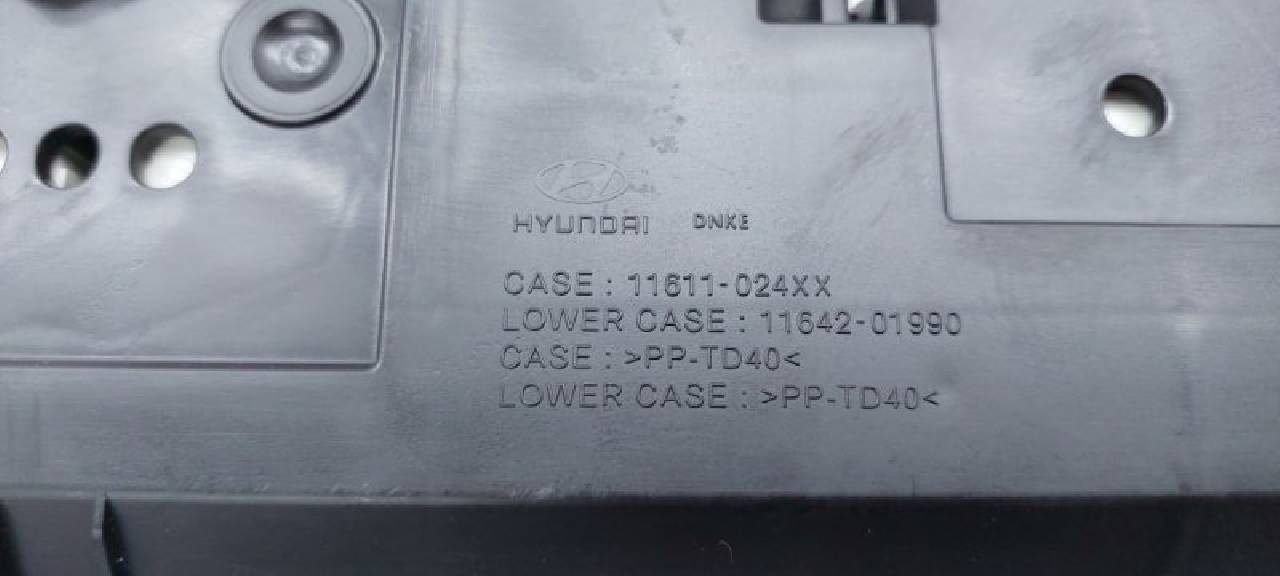 HYUNDAI DNKE
CASE : 11611-024XX
LOWER CASE : 11642-01990
CASE : >PP-TD40<
LOWER CASE : >PP-TD40<